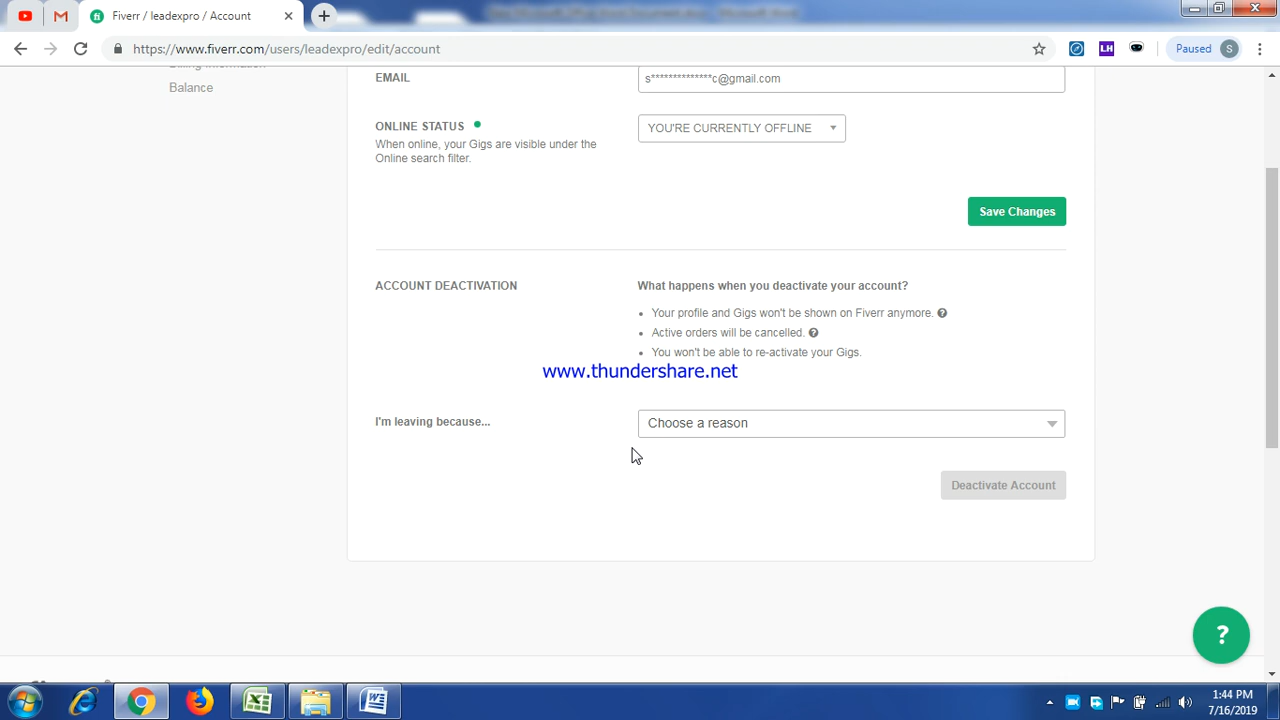 Fiverr / leadexpro / Account
https://www.fiverr.com/users/leadexpro/edit/account
LH
Paused
S
Balance
EMAIL
s**************c@gmail.com
ONLINE STATUS
YOU'RE CURRENTLY OFFLINE
When online, your Gigs are visible under the
Online search filter.
Save Changes
ACCOUNT DEACTIVATION
What happens when you deactivate your account?
Your profile and Gigs won't be shown on Fiverr anymore.
Active orders will be cancelled.
You won't be able to re-activate your Gigs.
www.thundershare.net
I'm leaving because...
Choose a reason
Deactivate Account
?
1:44 PM
7/16/2019